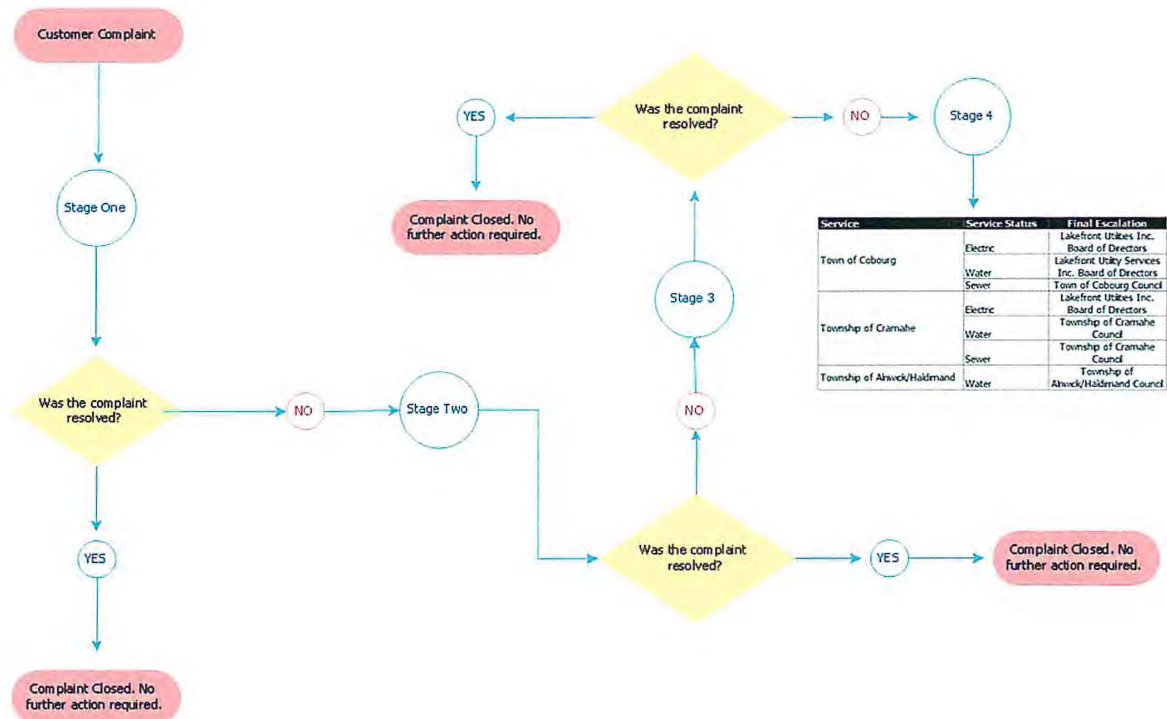 Customer Complaint
Stage One
Was the complaint
resolved?
YES
Complaint Closed. No
further action required.
NO
Stage Two
Was the complaint
resolved?
YES
Complaint Closed. No
further action required.
NO
Stage 3
Was the complaint
resolved?
YES
Complaint Closed. No
further action required.
NO
Stage 4
Service Service Status Final Escalation
Town of Cobourg
Electric
Lakefront Utilities Inc.
Board of Directors
Water
Lakefront Utility Services
Inc. Board of Directors
Sewer Town of Cobourg Council
Township of Cramahe
Electric
Lakefront Utilities Inc.
Board of Directors
Water
Township of Cramahe
Council
Sewer
Township of Cramahe
Council
Township of Alnwick/Haldimand
Water
Township of
Alnwick/Haldimand Council